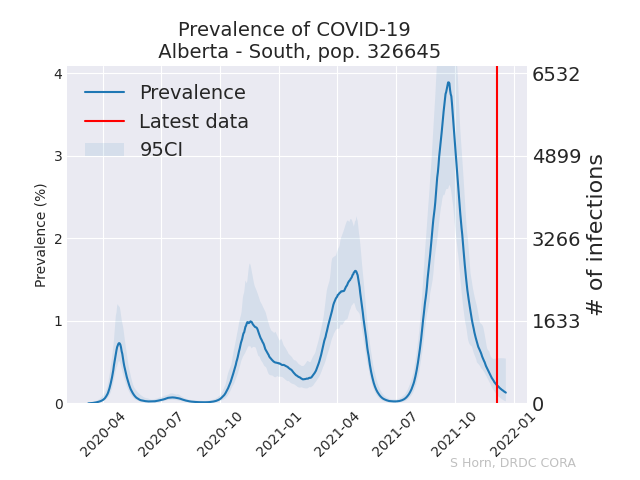 Prevalence of COVID-19
Alberta - South, pop. 326645
Prevalence
Latest data
95CI
Prevalence (%)
4
3
2
1
0
6532
4899
3266
1633
0
# of infections
2020-04
2020-07
2020-10
2021-01
2021-04
2021-07
2021-10
2022-01
S Horn, DRDC CORA